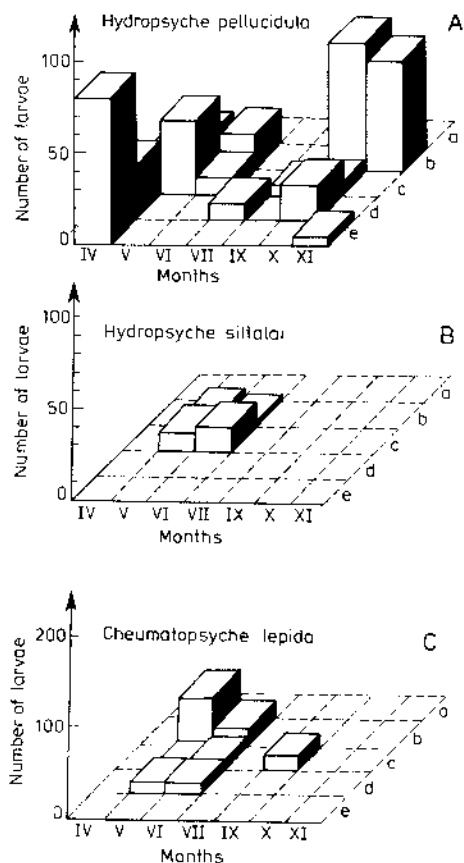 Hydropsyche pellucidula A
Number of larvae
100
50
0
a
b
c
d
e
IV V VI VII IX X XI
Months
Hydropsyche siltalai B
Number of larvae
100
50
0
a
b
c
d
e
IV V VI VII IX X XI
Months
Cheumatopsyche lepida C
Number of larvae
200
100
0
a
b
c
d
e
IV V VI VII IX X XI
Months